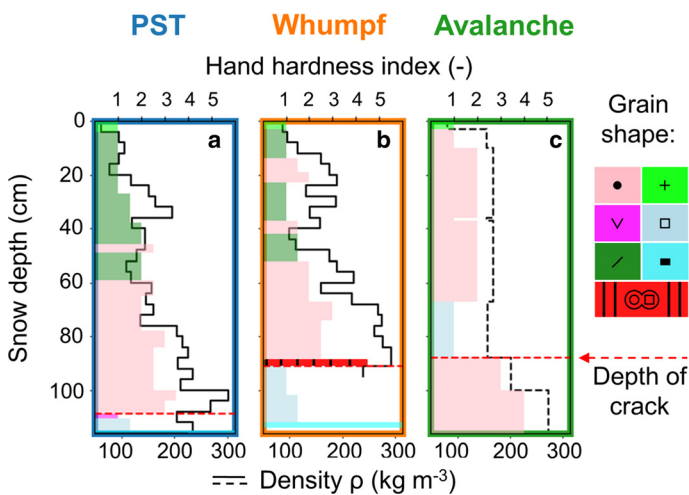 PST Whumpf Avalanche
Hand hardness index (-)
1 2 3 4 5 1 2 3 4 5 1 2 3 4 5
Grain
shape:
a b c
0
20
40
60
80
100
Snow depth (cm)
Depth of
crack
100 200 300 100 200 300 100 200 300
Density ρ (kg m-3)